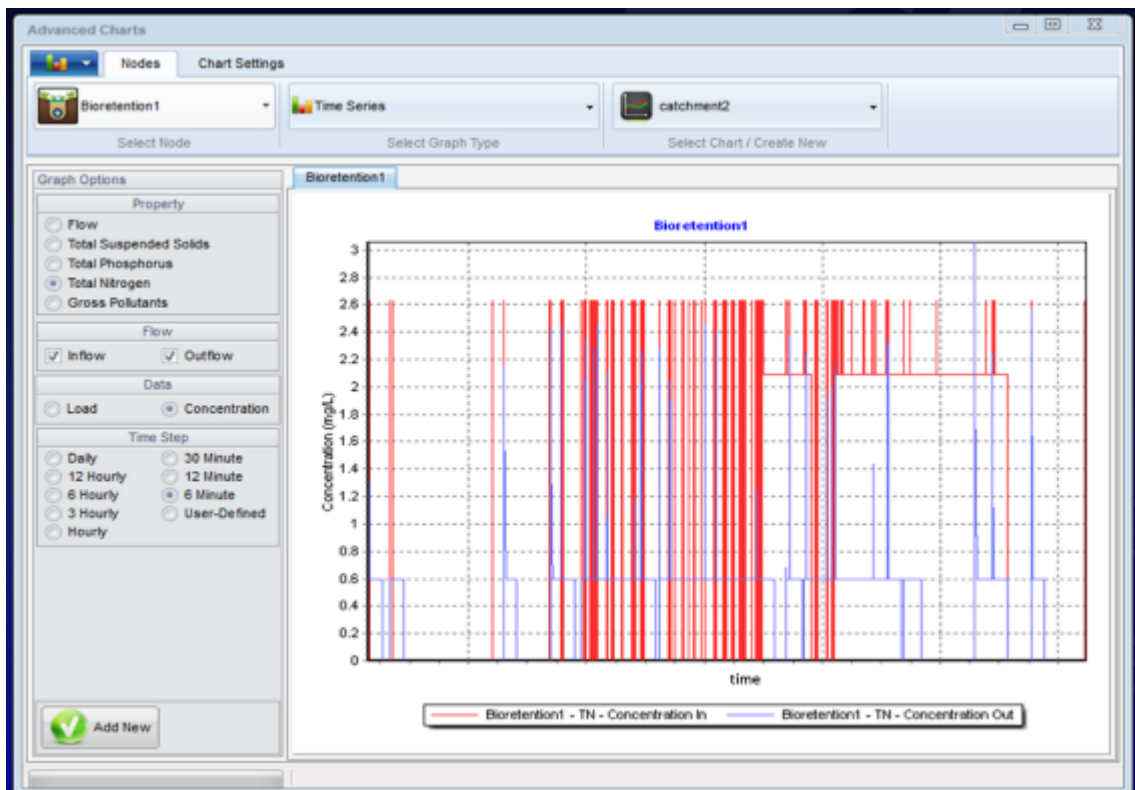 Advanced Charts
Nodes Chart Settings
Bioretention1 Time Series catchment2
Select Node Select Graph Type Select Chart / Create New
Graph Options
Property
Flow
Total Suspended Solids
Total Phosphorus
Total Nitrogen
Gross Pollutants
Flow
Inflow Outflow
Data
Load Concentration
Time Step
Daily 30 Minute
12 Hourly 12 Minute
6 Hourly 6 Minute
3 Hourly User-Defined
Hourly
Add New
Bioretention1
Bioretention1
Concentration (mg/L)
3
2.8
2.6
2.4
2.2
2
1.8
1.6
1.4
1.2
1
0.8
0.6
0.4
0.2
0
time
Bioretention1 - TN - Concentration In Bioretention1 - TN - Concentration Out